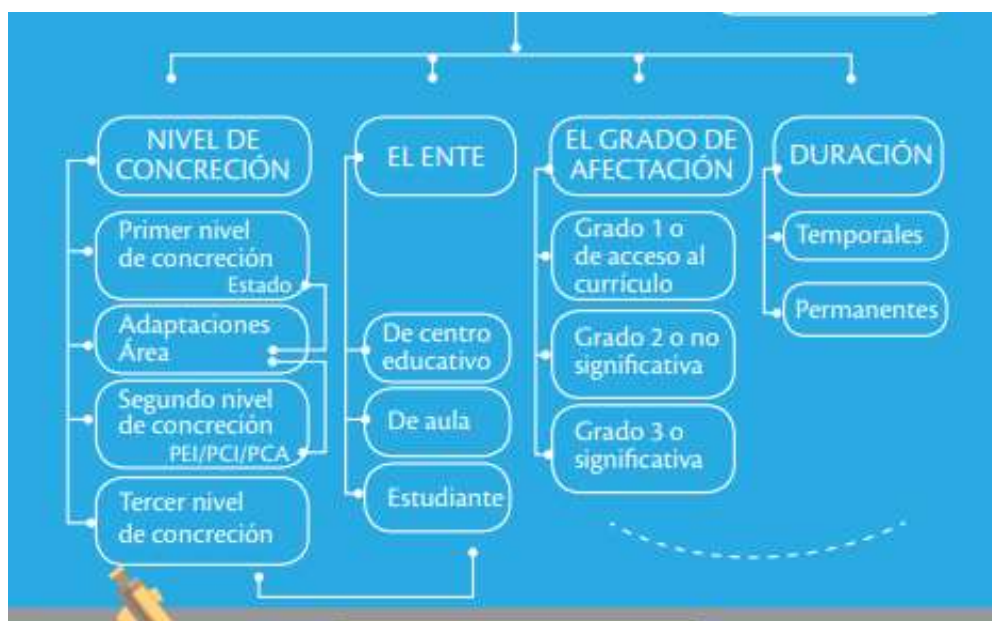 NIVEL DE
CONCRECIÓN
Primer nivel
de concreción
Estado
Adaptaciones
Área
Segundo nivel
de concreción
PEI/PCI/PCA
Tercer nivel
de concreción
EL ENTE
De centro
educativo
De aula
Estudiante
EL GRADO DE
AFECTACIÓN
Grado 1 o
de acceso al
currículo
Grado 2 o no
significativa
Grado 3 o
significativa
DURACIÓN
Temporales
Permanentes